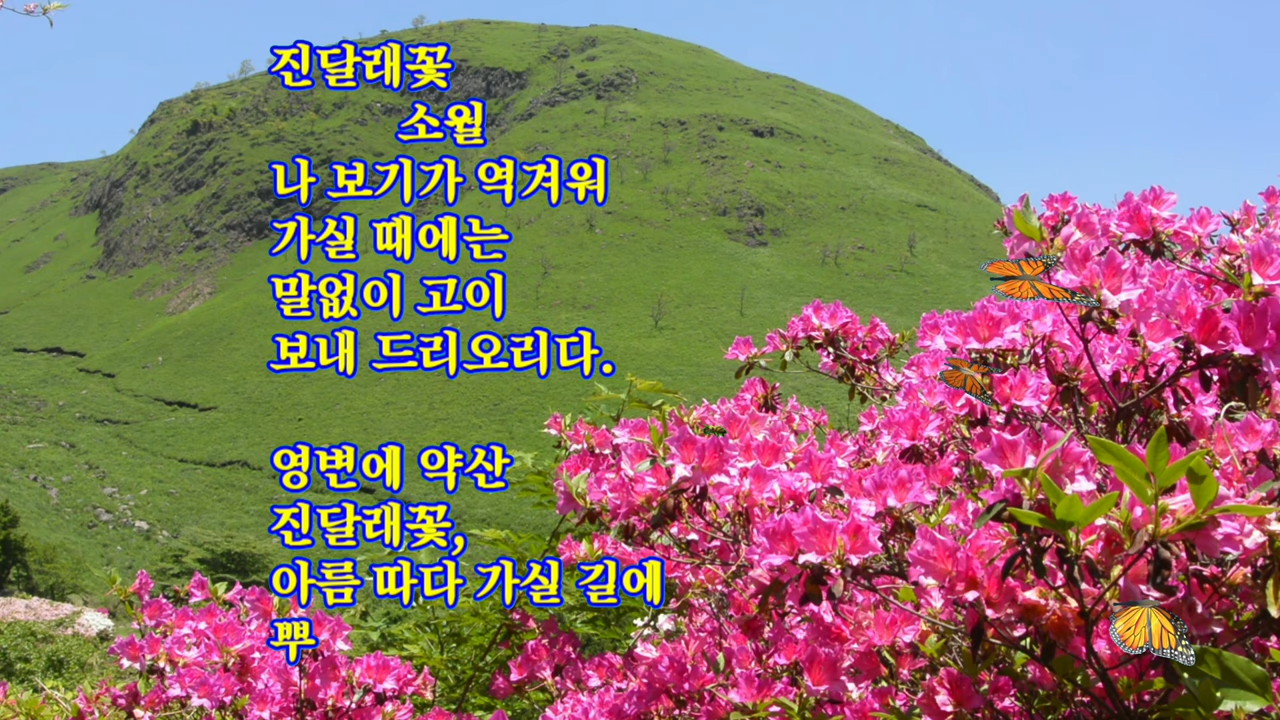 진달래꽃
소월
나 보기가 역겨워
가실 때에는
말없이 고이
보내 드리오리다.
영변에 약산
진달래꽃,
아름 따다 가실 길에
뿌